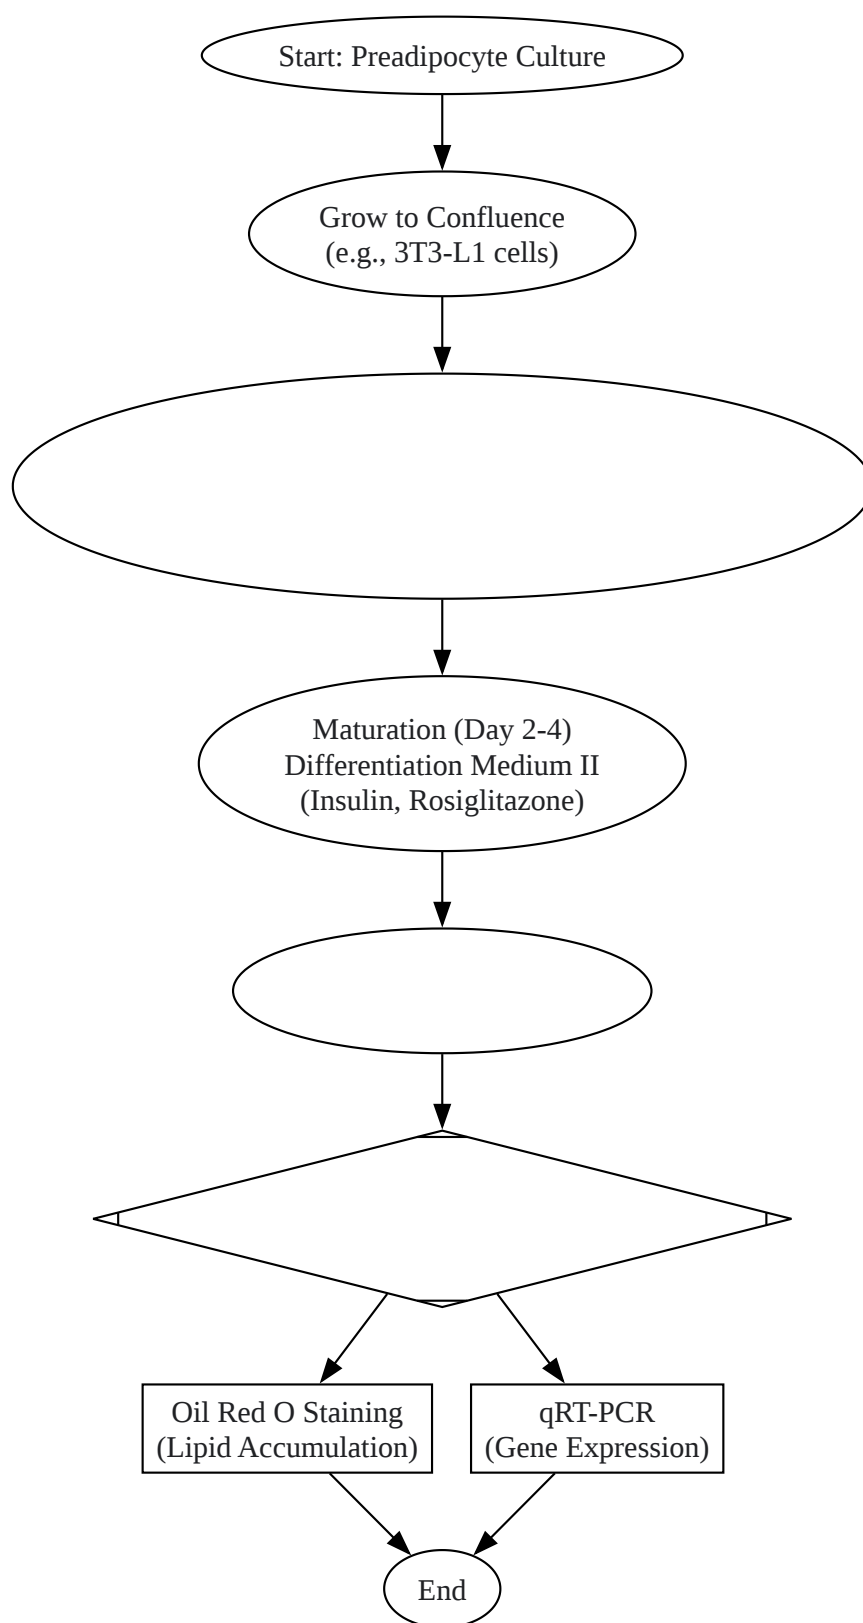 Start: Preadipocyte Culture
Grow to Confluence
(e.g., 3T3-L1 cells)
Maturation (Day 2-4)
Differentiation Medium II
(Insulin, Rosiglitazone)
Oil Red O Staining
(Lipid Accumulation)
qRT-PCR
(Gene Expression)
End